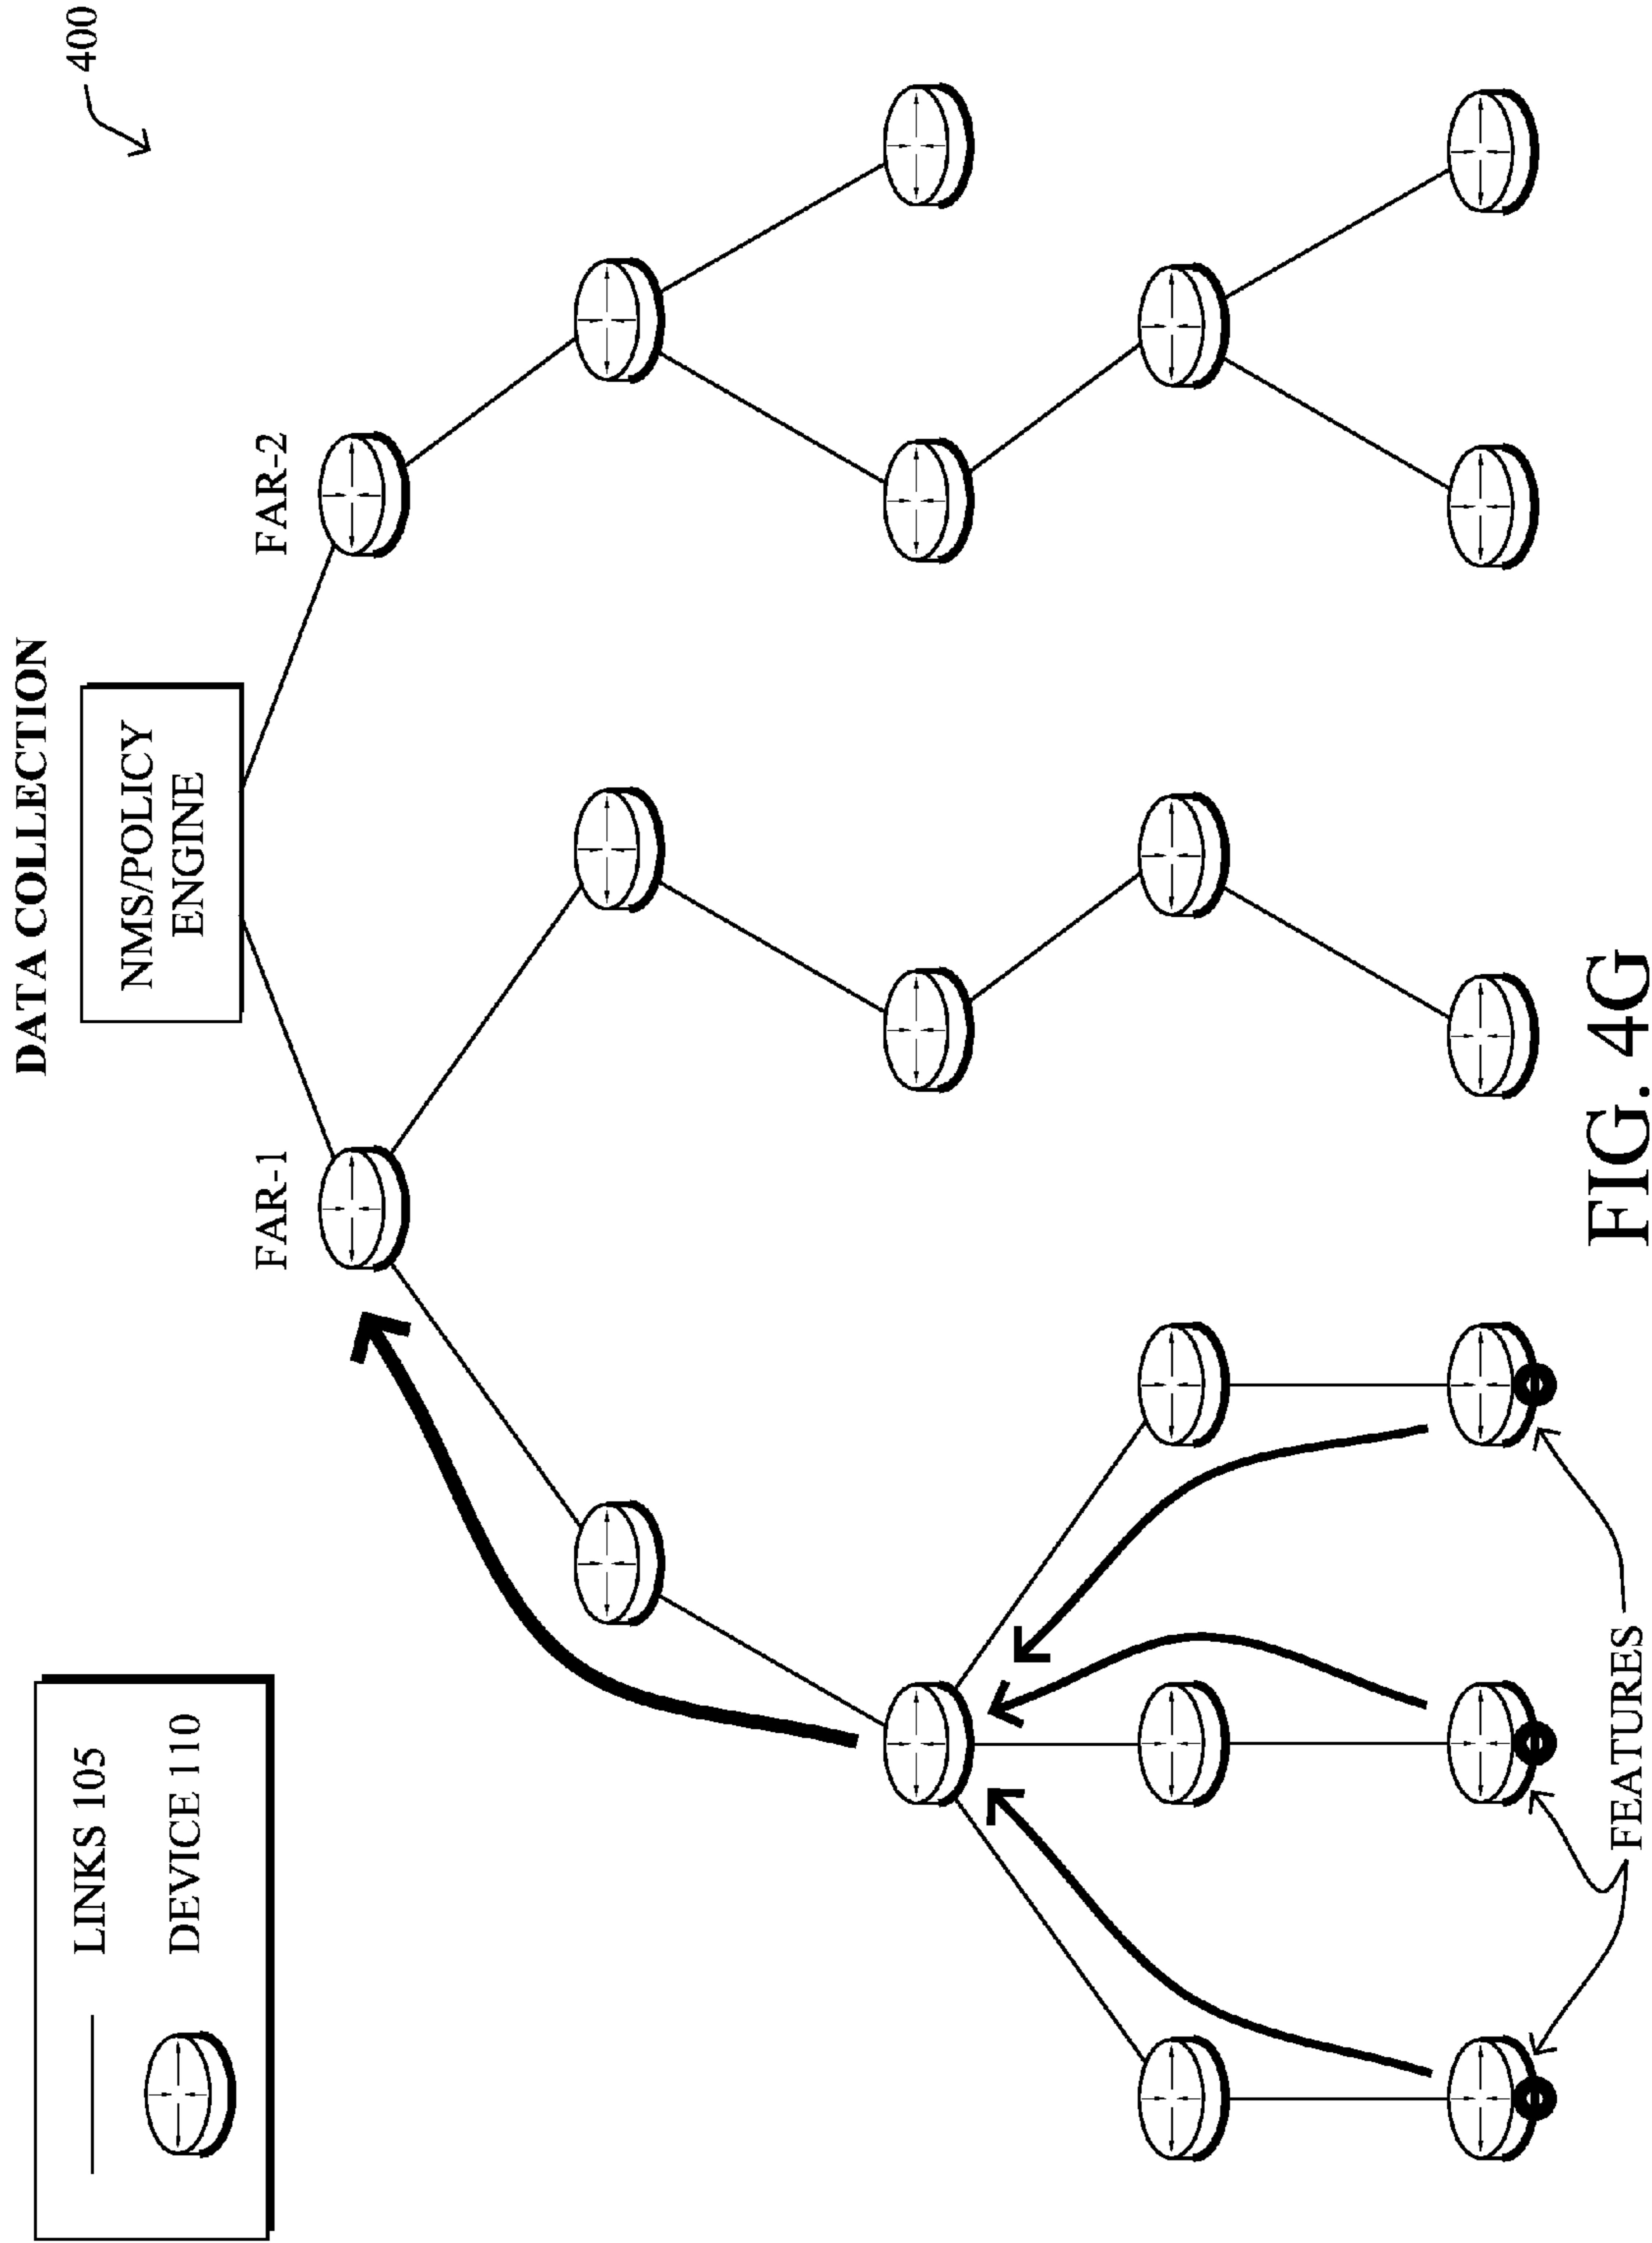 DATA COLLECTION
400
LINKS 105
DEVICE 110
NMS/POLICY
ENGINE
FAR-1
FAR-2
FEATURES
FIG. 4G